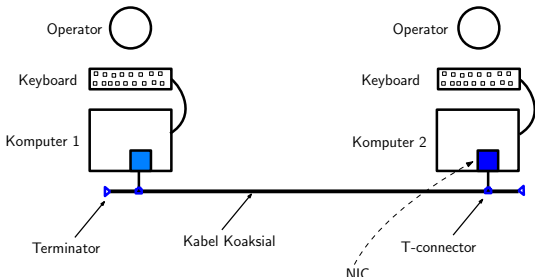 Operator
Operator
Keyboard
Keyboard
Komputer 1
Komputer 2
Terminator
Kabel Koaksial
T-connector
NIC